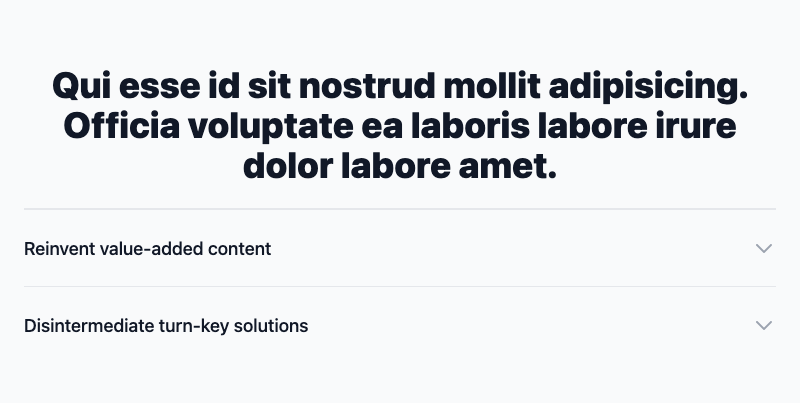 Qui esse id sit nostrud mollit adipisicing.
Officia voluptate ea laboris labore irure
dolor labore amet.
Reinvent value-added content
Disintermediate turn-key solutions